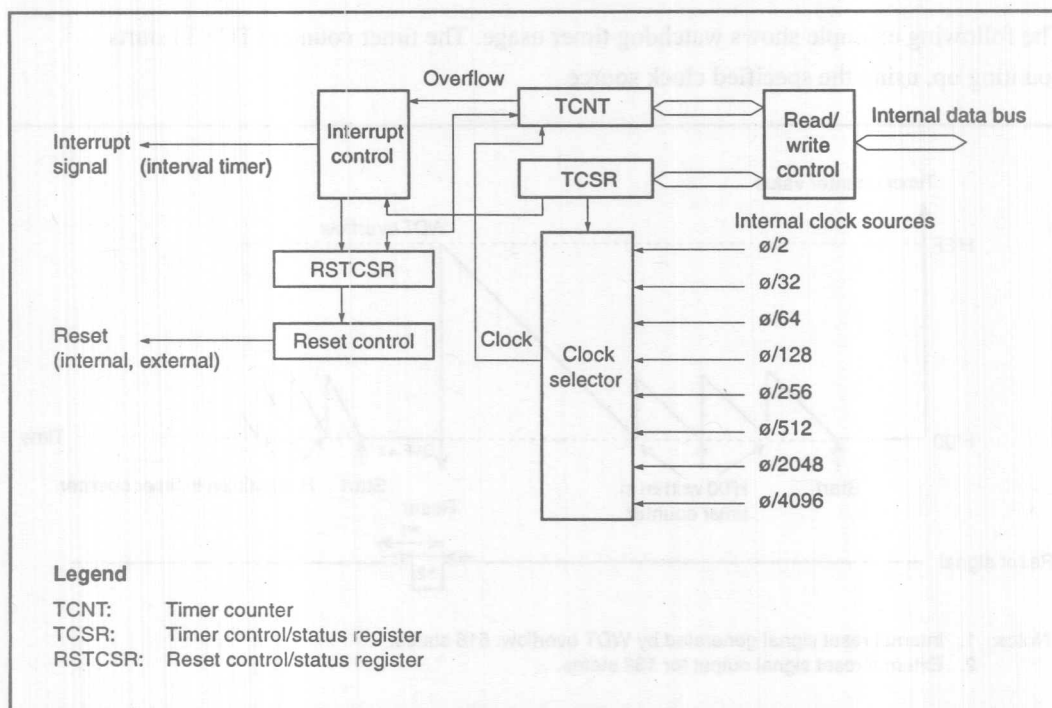 Overflow
TCNT
Interrupt control
Read/
write
control
Internal data bus
Interrupt
signal (interval timer)
TCSR
Internal clock sources
ø/2
RSTCSR
ø/32
ø/64
Reset
(internal, external)
Reset control
Clock
Clock
selector
ø/128
ø/256
ø/512
ø/2048
ø/4096
Legend
TCNT: Timer counter
TCSR: Timer control/status register
RSTCSR: Reset control/status register